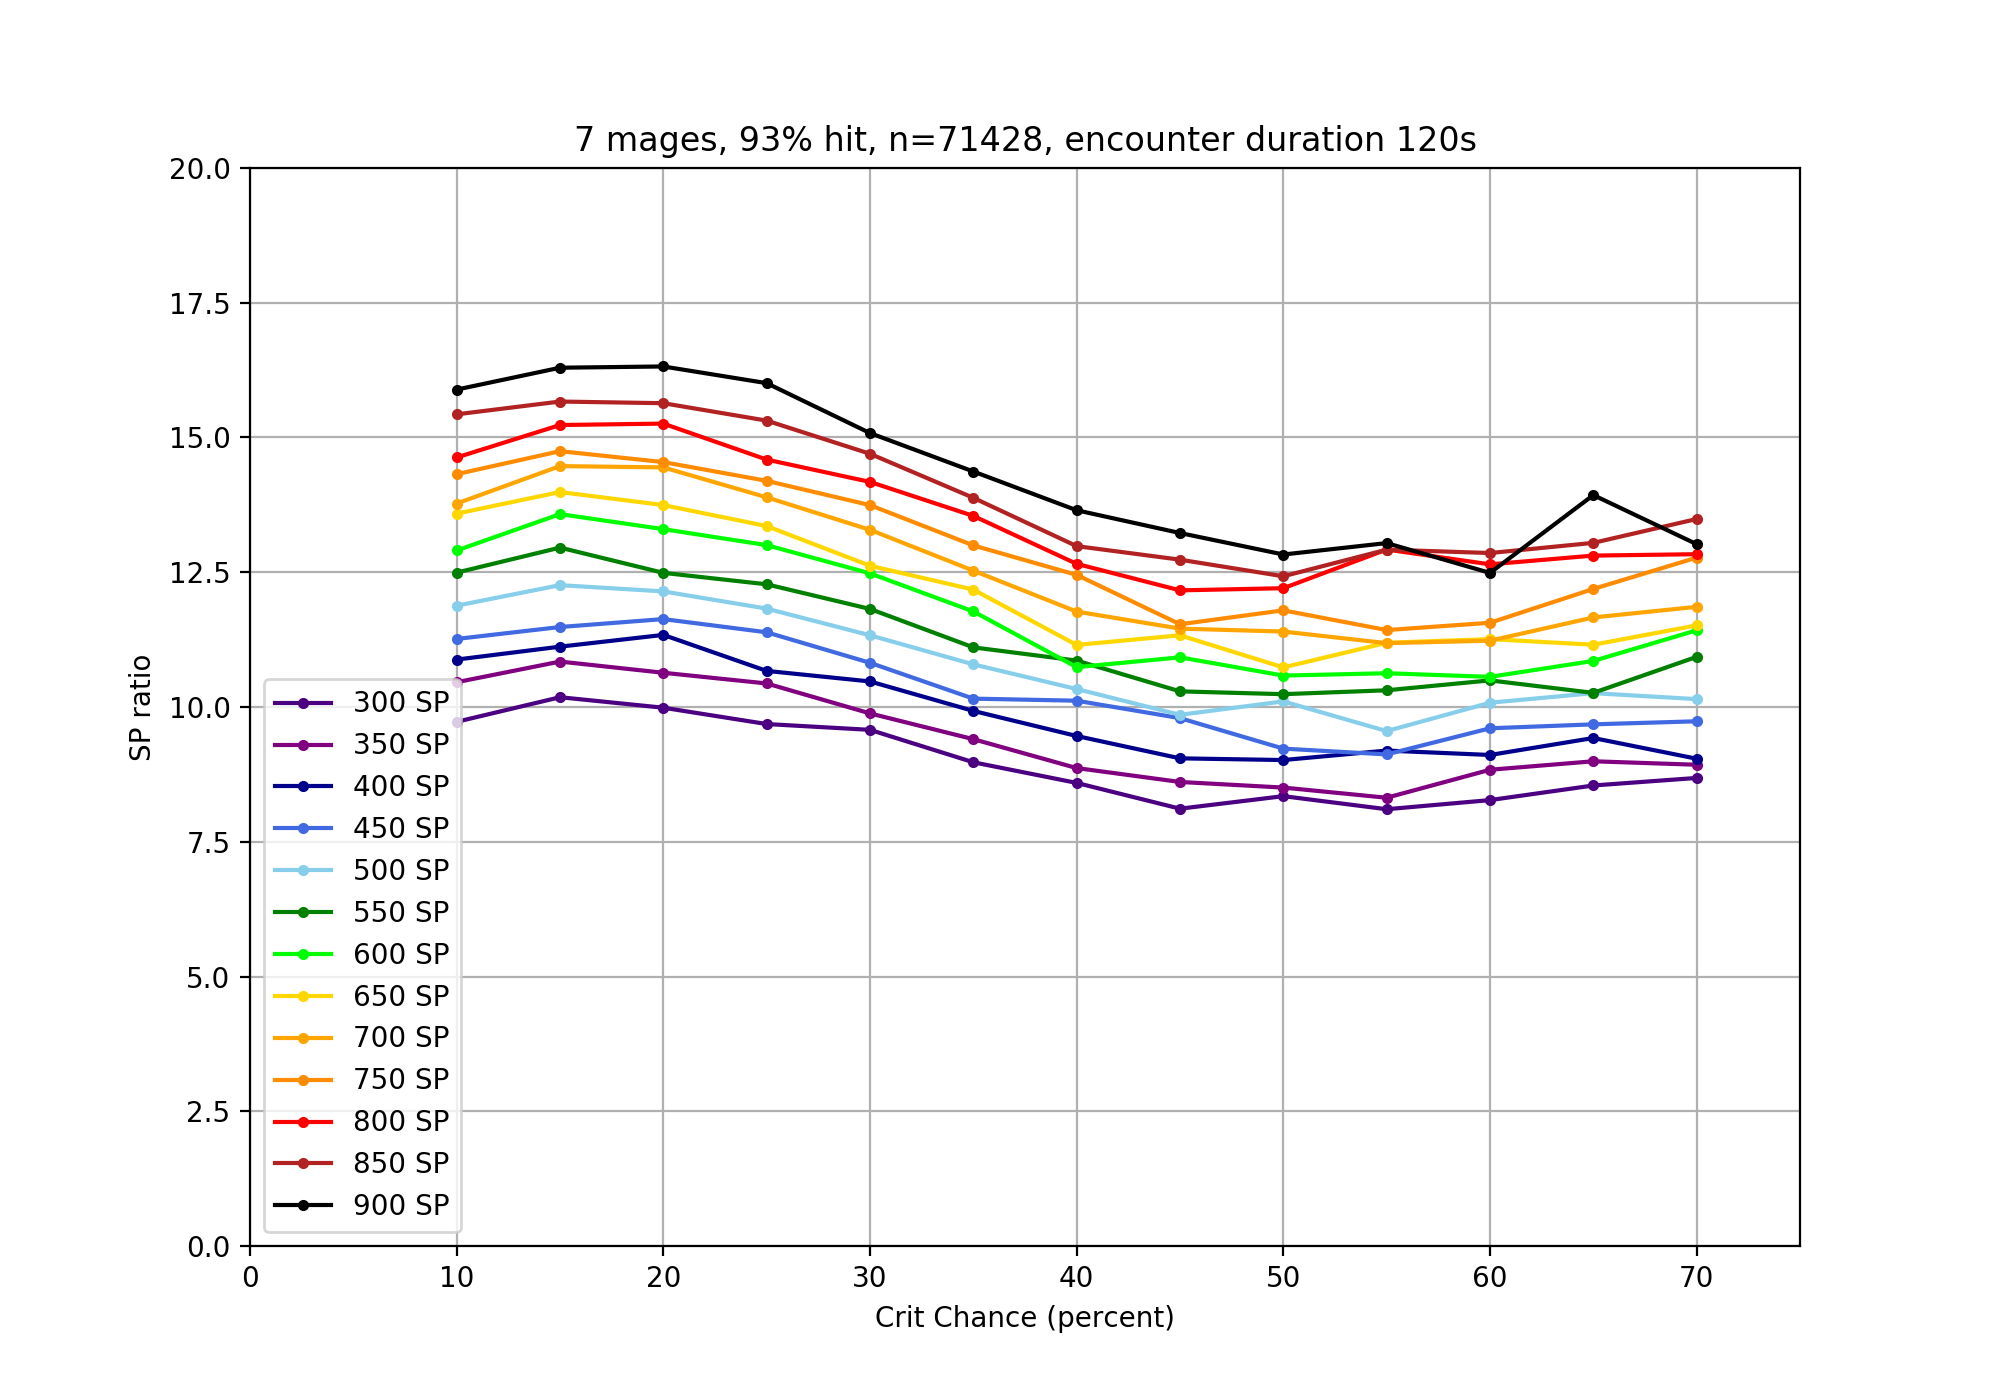 7 mages, 93% hit, n=71428, encounter duration 120s
20.0
17.5
15.0
12.5
10.0
7.5
5.0
2.5
0.0
SP ratio
300 SP
350 SP
400 SP
450 SP
500 SP
550 SP
600 SP
650 SP
700 SP
750 SP
800 SP
850 SP
900 SP
0 10 20 30 40 50 60 70
Crit Chance (percent)